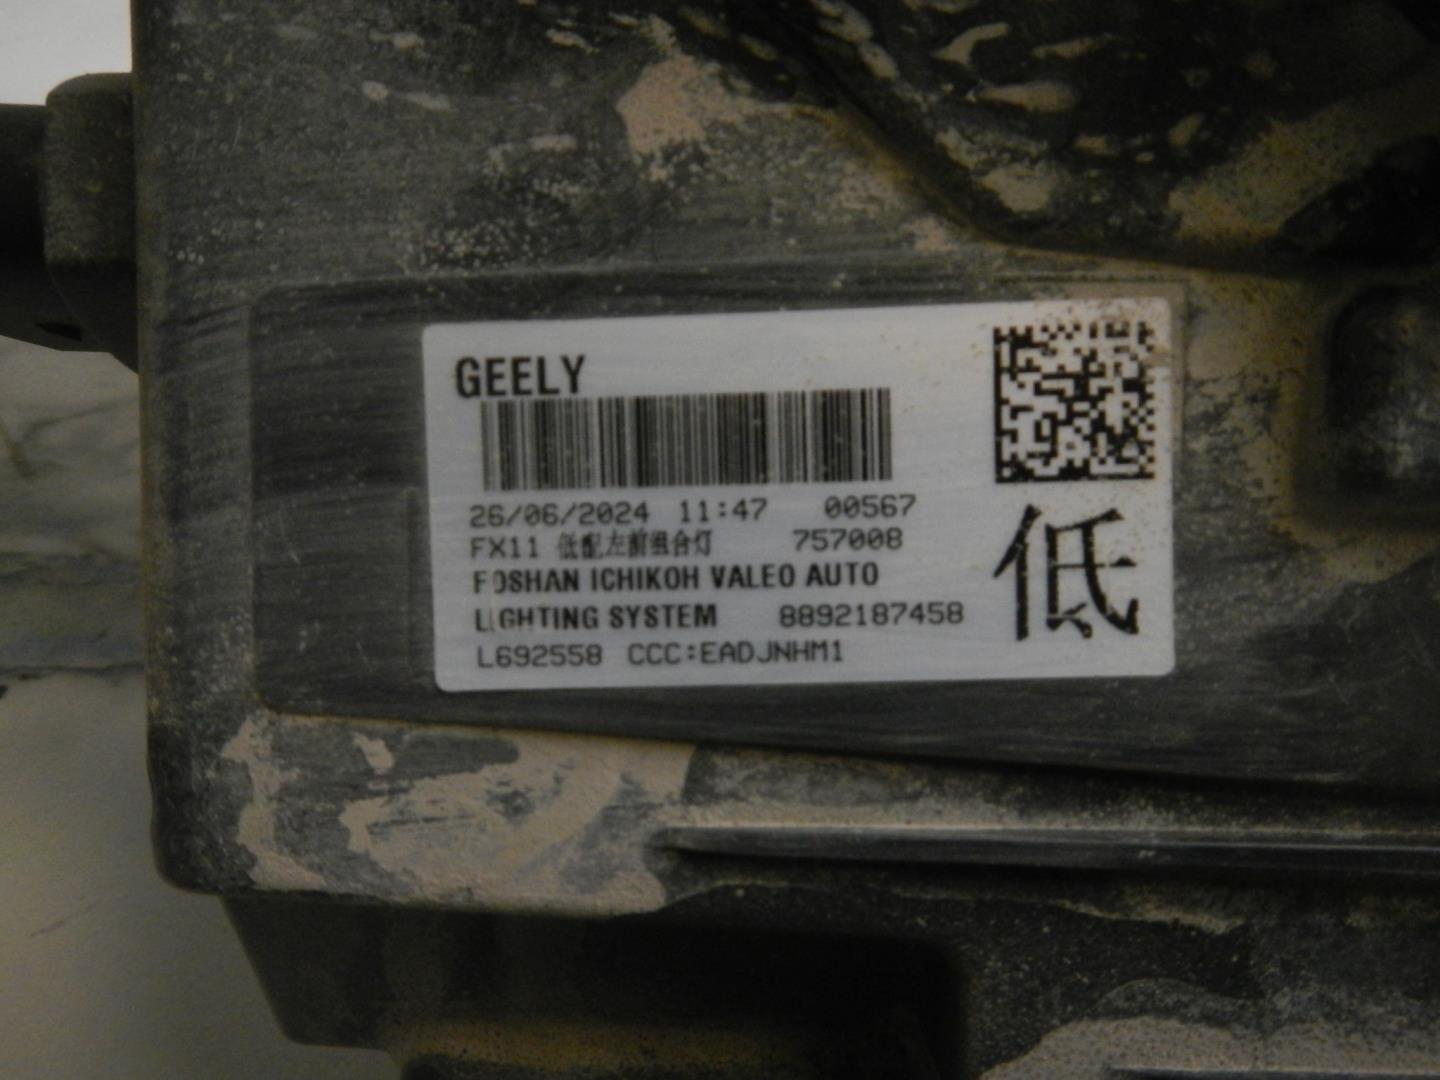 GEELY
26/06/2024 11:47 00567
FX11 低配左前组合灯 757008
FOSHAN ICHIKOH VALEO AUTO
LIGHTING SYSTEM 8892187458
L692558 CCC:EADJNHM1
低